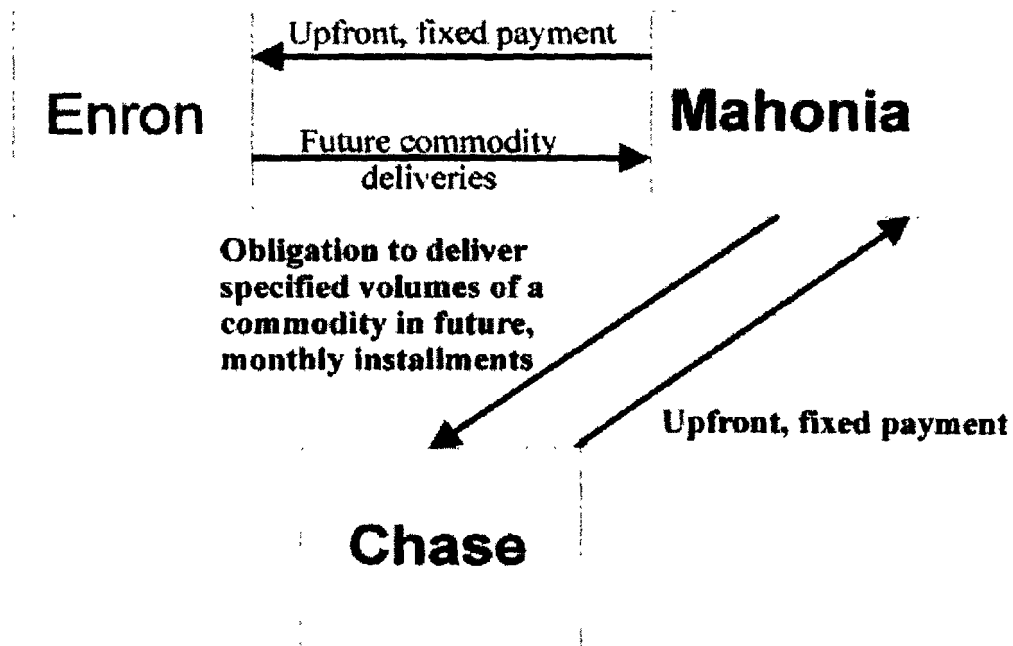 Upfront, fixed payment
Enron
Mahonia
Future commodity
deliveries
Obligation to deliver
specified volumes of a
commodity in future,
monthly installments
Upfront, fixed payment
Chase